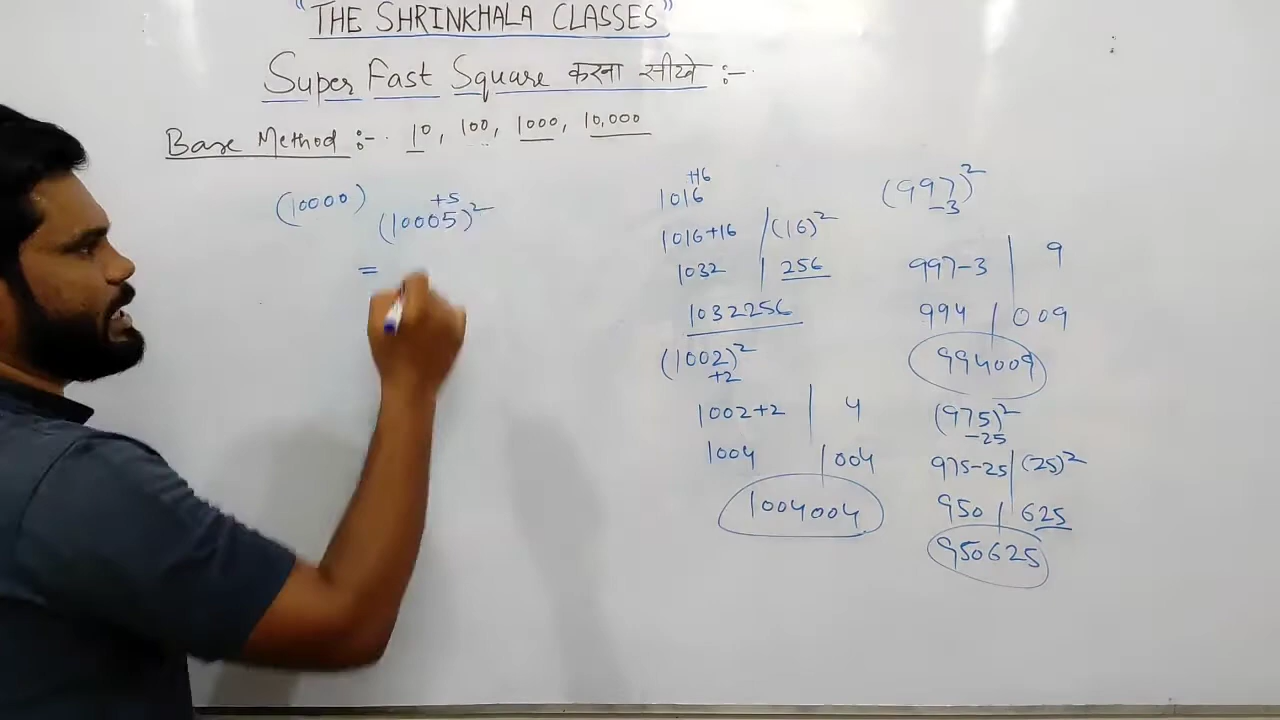 "THE SHRINKHALA CLASSES"
Super Fast Square करना सीखे :-
Base Method :- 10, 100, 1000, 10,000
(10000)
+5
(10005)²
=
+16
1016
1016+16 | (16)²
1032 | 256
1032256
(1002)²
+2
1002+2 | 4
1004 | 004
1004004
(997)²
-3
997-3 | 9
994 | 009
994009
(975)²
-25
975-25 | (25)²
950 | 625
950625